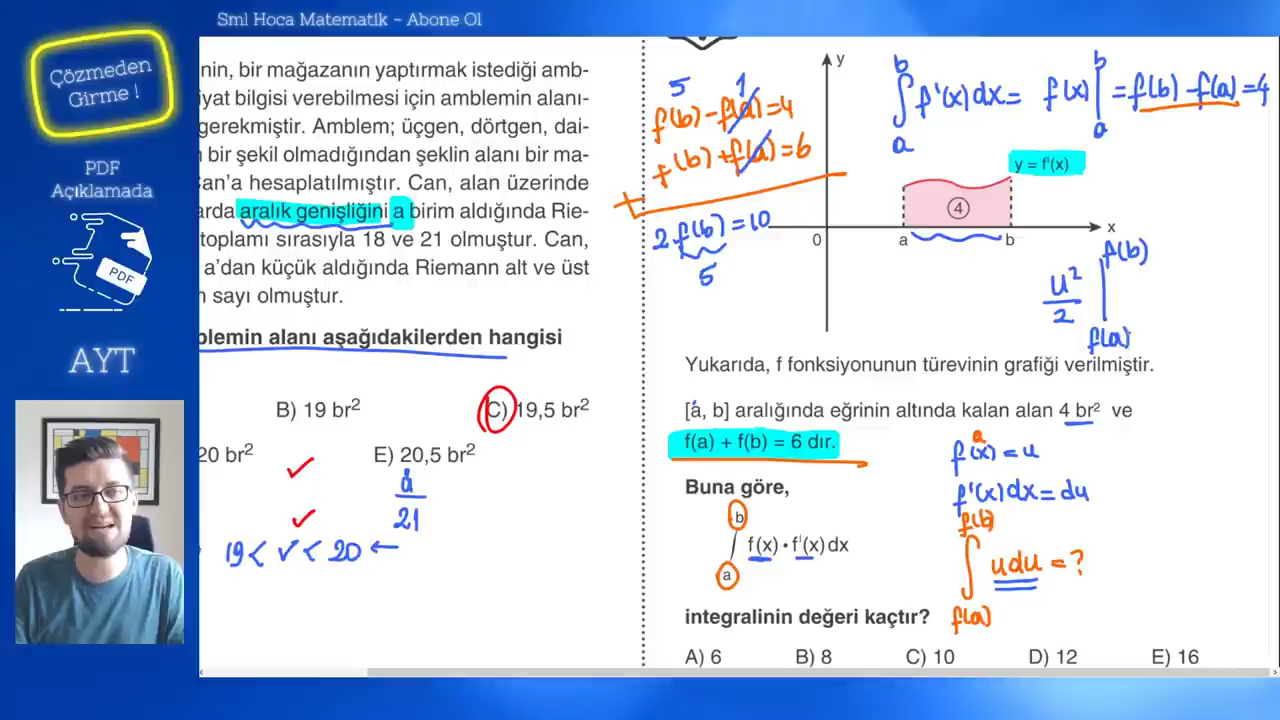 Sml Hoca Matematik - Abone Ol
Çözmeden
Girme !
PDF
Açıklamada
PDF
AYT
nin, bir mağazanın yaptırmak istediği amb-
iyat bilgisi verebilmesi için amblemin alanı-
gerekmiştir. Amblem; üçgen, dörtgen, dai-
bir şekil olmadığından şeklin alanı bir ma-
Can'a hesaplatılmıştır. Can, alan üzerinde
arda aralık genişliğini a birim aldığında Rie-
toplamı sırasıyla 18 ve 21 olmuştur. Can,
a'dan küçük aldığında Riemann alt ve üst
n sayı olmuştur.
blemin alanı aşağıdakilerden hangisi
B) 19 br²
C) 19,5 br²
20 br²
E) 20,5 br²
21
19 < ✓ < 20 ←
5 1
f(b) - f(a) = 4
f(b) + f(a) = 6
+
2 f(b) = 10
5
b
∫ f'(x) dx = f(x) | = f(b) - f(a) = 4
a
y
y = f'(x)
4
0 a b x
u²/2 |
f(b)
f(a)
Yukarıda, f fonksiyonunun türevinin grafiği verilmiştir.
[a, b] aralığında eğrinin altında kalan alan 4 br² ve
f(a) + f(b) = 6 dır.
a
f(x) = u
f'(x) dx = du
Buna göre,
b
∫ f(x) · f'(x) dx
a
f(b)
∫ u du = ?
f(a)
integralinin değeri kaçtır?
A) 6 B) 8 C) 10 D) 12 E) 16